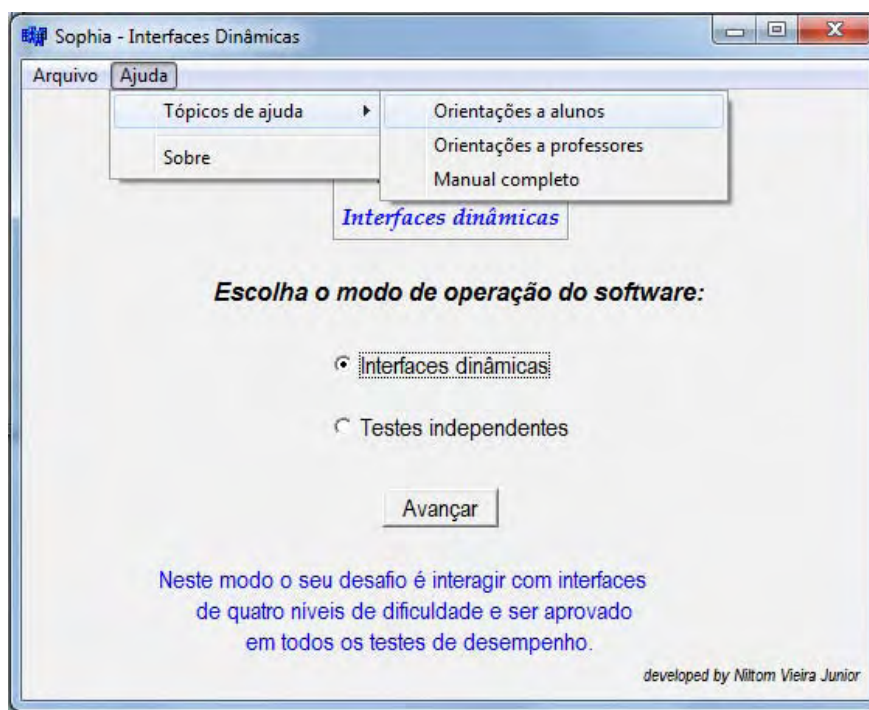 Sophia - Interfaces Dinâmicas
Arquivo Ajuda
Tópicos de ajuda
Sobre
Orientações a alunos
Orientações a professores
Manual completo
Interfaces dinâmicas
Escolha o modo de operação do software:
Interfaces dinâmicas
Testes independentes
Avançar
Neste modo o seu desafio é interagir com interfaces
de quatro níveis de dificuldade e ser aprovado
em todos os testes de desempenho.
developed by Niltom Vieira Junior